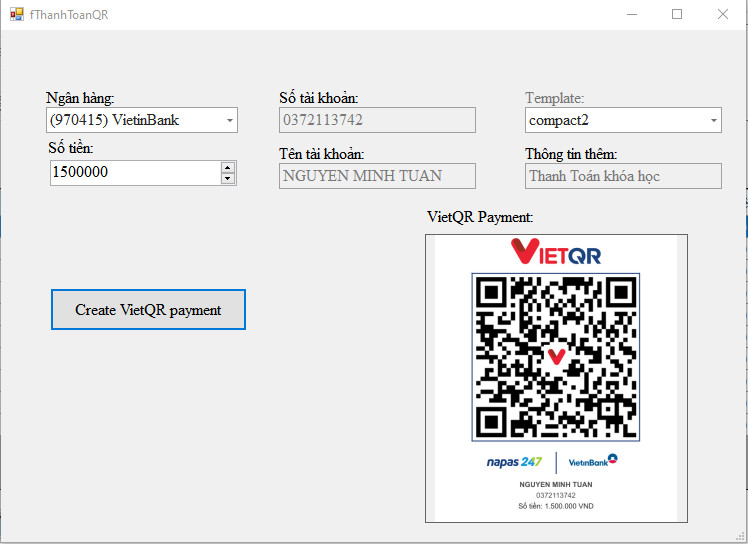 fThanhToanQR
Ngân hàng:
Số tài khoản:
Template:
(970415) VietinBank
0372113742
compact2
Số tiền:
Tên tài khoản:
Thông tin thêm:
1500000
NGUYEN MINH TUAN
Thanh Toán khóa học
VietQR Payment:
VIETQR
Create VietQR payment
napas 247
VietinBank
NGUYEN MINH TUAN
0372113742
Số tiền: 1.500.000 VND